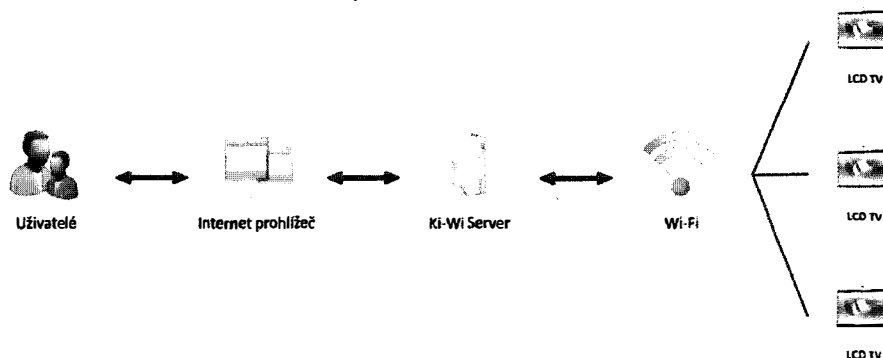 LCD TV
Uživatelé
Internet prohlížeč
Ki-Wi Server
Wi-Fi
LCD TV
LCD TV